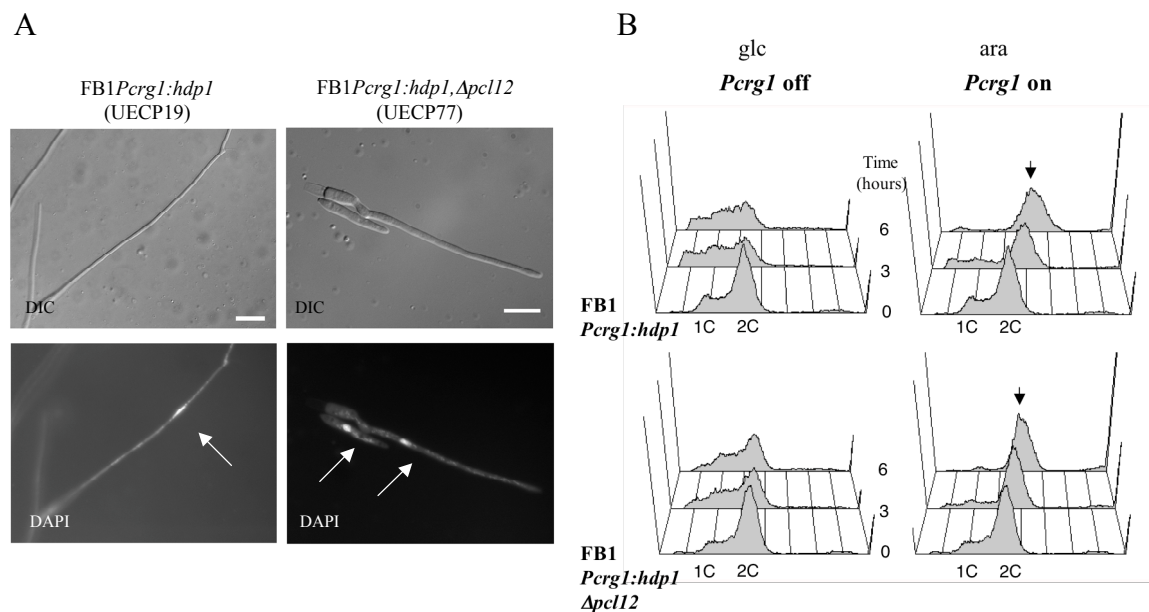 A
FB1Pcrg1:hdp1
(UECP19)
FB1Pcrg1:hdp1,Δpcl12
(UECP77)
DIC
DIC
DAPI
DAPI
B
glc
ara
Pcrg1 off
Pcrg1 on
Time
(hours)
6
3
0
FB1
Pcrg1:hdp1
1C 2C
1C 2C
6
3
0
FB1
Pcrg1:hdp1
Δpcl12
1C 2C
1C 2C